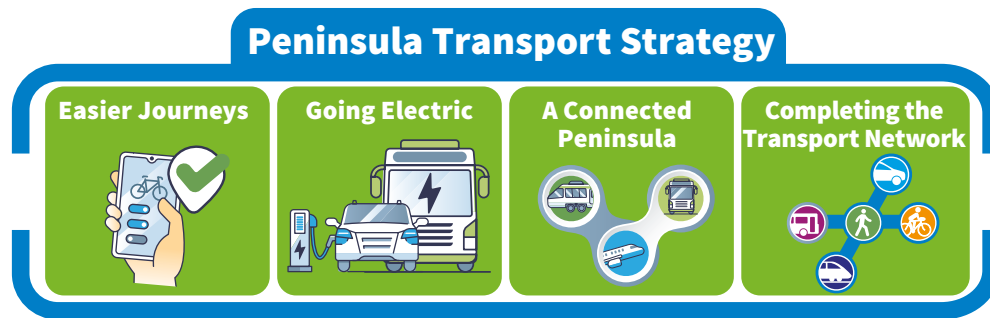 Peninsula Transport Strategy
Easier Journeys
Going Electric
A Connected
Peninsula
Completing the
Transport Network